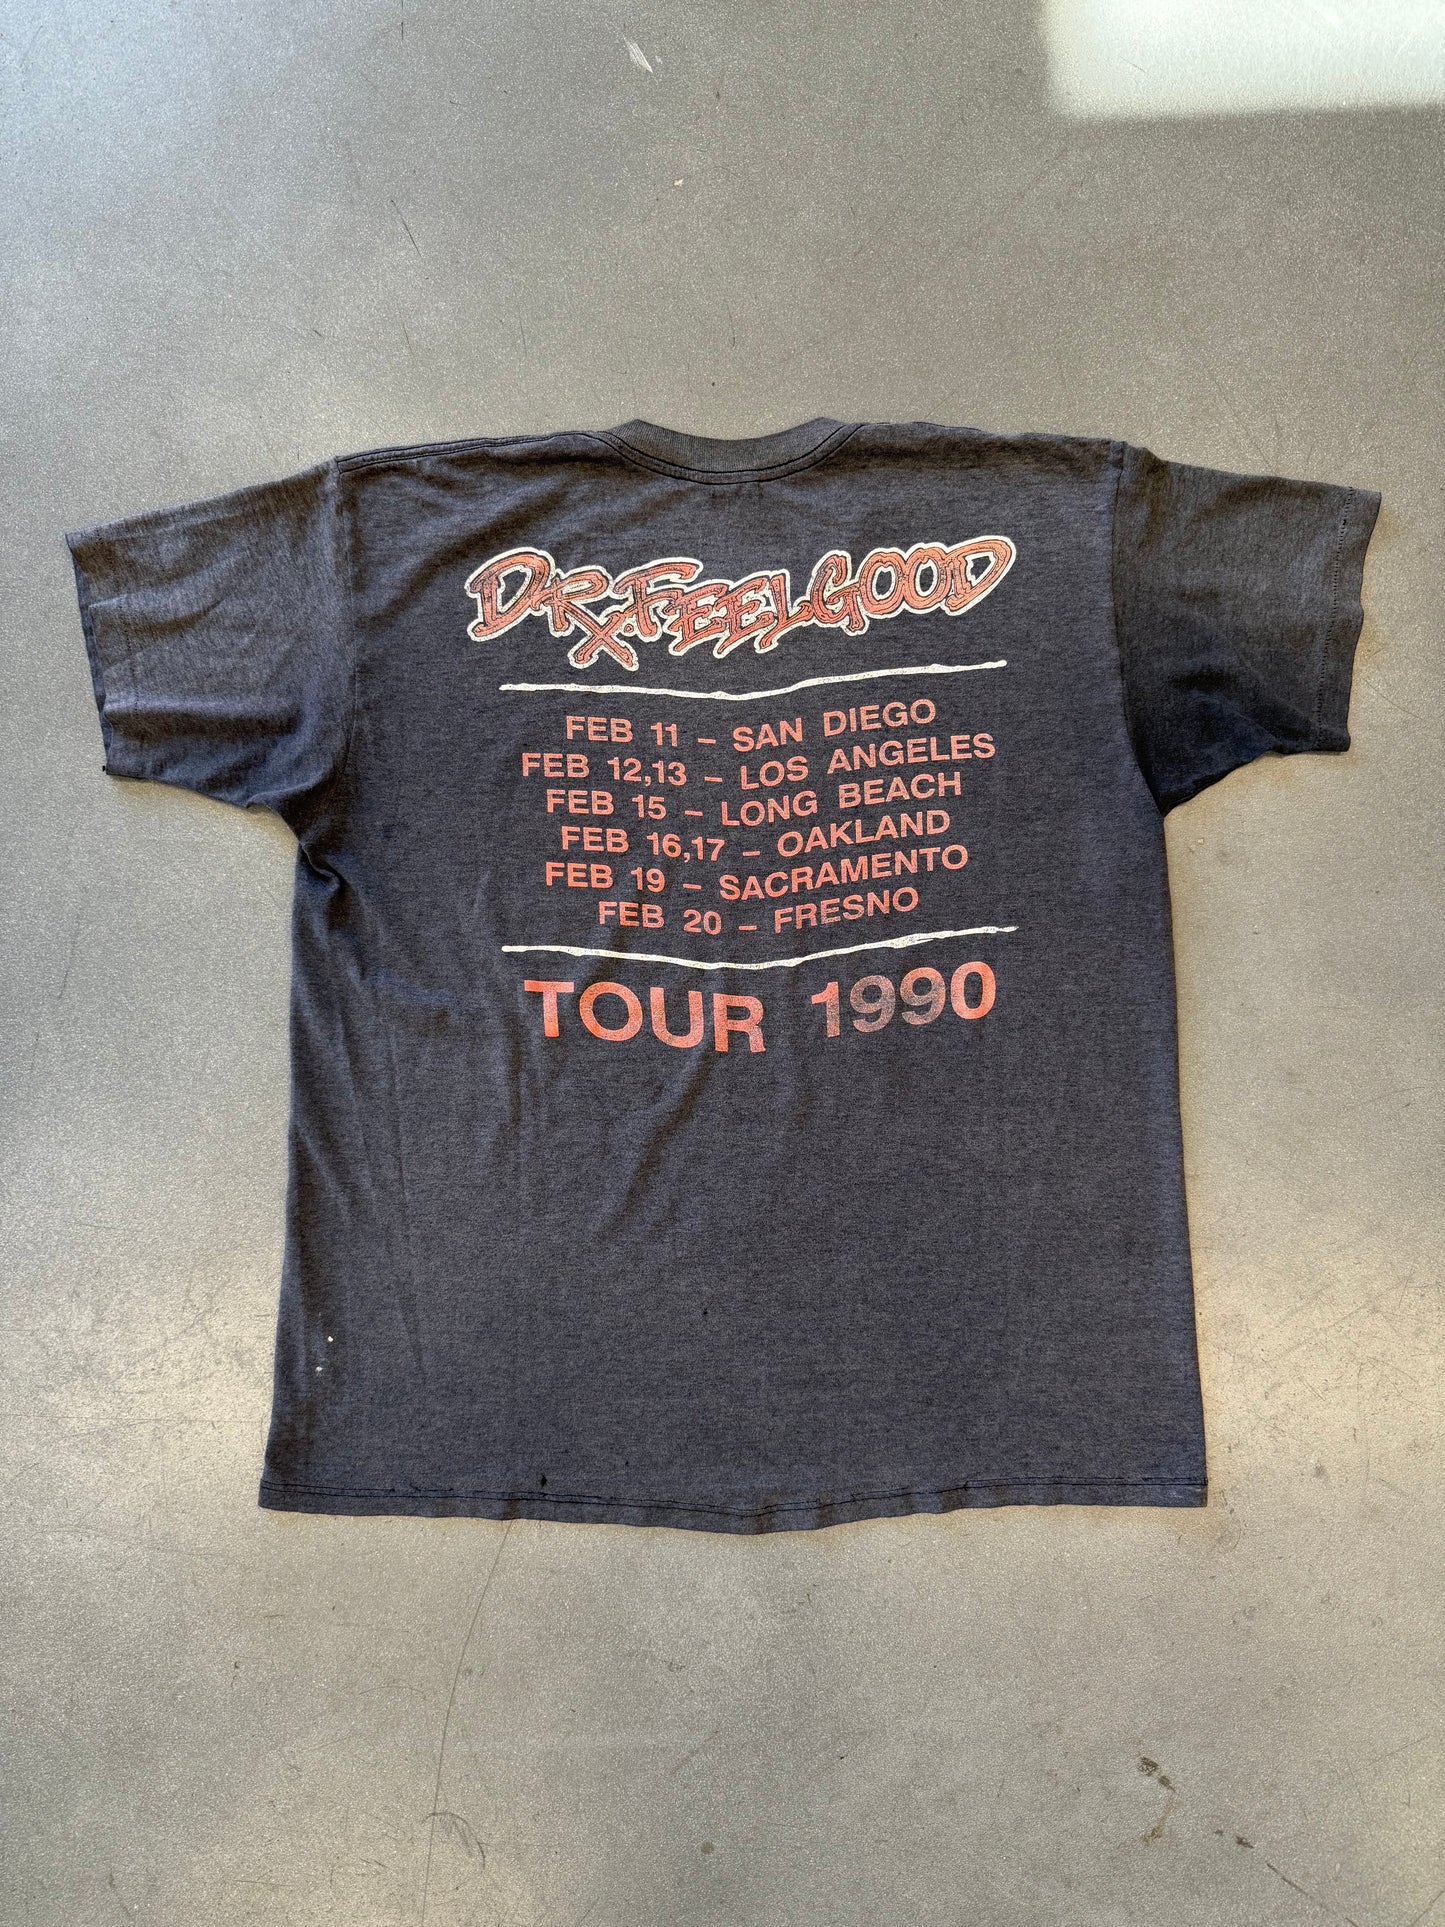 DR. FEELGOOD
FEB 11 – SAN DIEGO
FEB 12,13 – LOS ANGELES
FEB 15 – LONG BEACH
FEB 16,17 – OAKLAND
FEB 19 – SACRAMENTO
FEB 20 – FRESNO
TOUR 1990